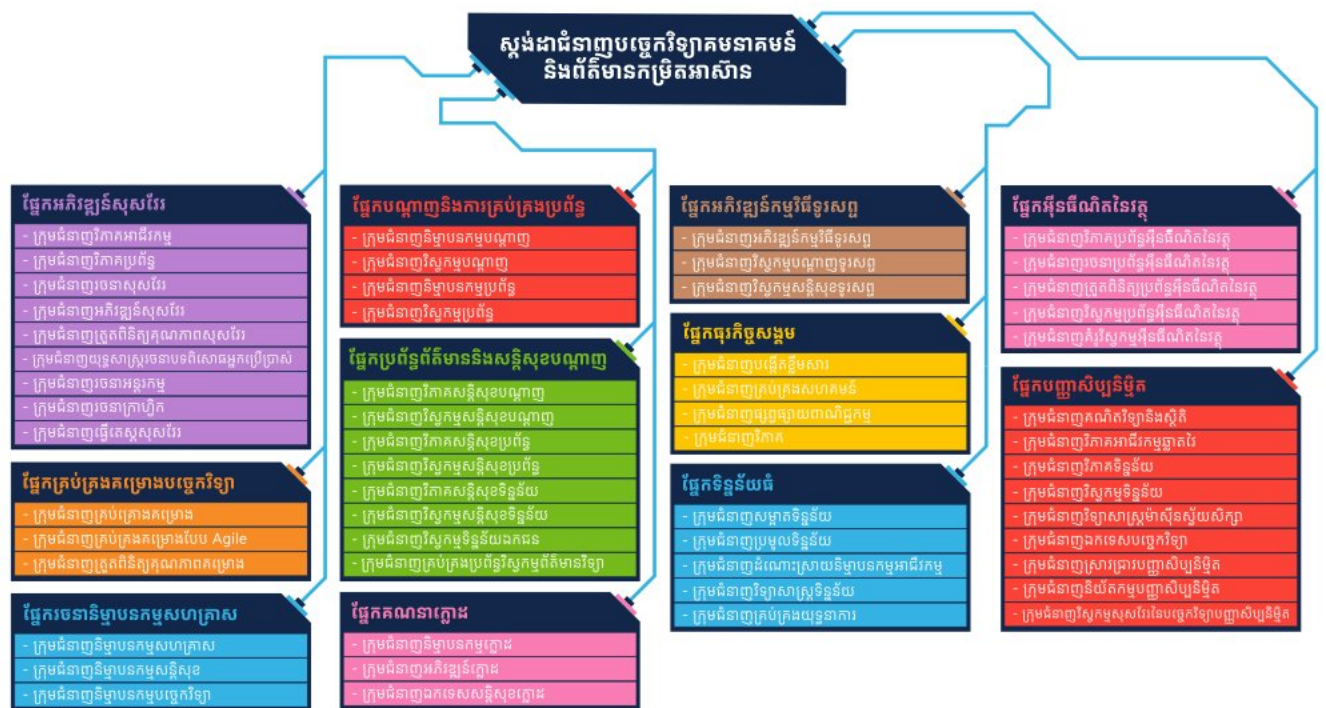 ស្តង់ដាជំនាញបច្ចេកវិទ្យាគមនាគមន៍
និងព័ត៌មានកម្រិតអាស៊ាន
ផ្នែកអភិវឌ្ឍន៍សុសវែរ
- ក្រុមជំនាញវិភាគអាជីវកម្ម
- ក្រុមជំនាញវិភាគប្រព័ន្ធ
- ក្រុមជំនាញរចនាសុសវែរ
- ក្រុមជំនាញអភិវឌ្ឍន៍សុសវែរ
- ក្រុមជំនាញត្រួតពិនិត្យគុណភាពសុសវែរ
- ក្រុមជំនាញយុទ្ធសាស្ត្ររចនាបទពិសោធអ្នកប្រើប្រាស់
- ក្រុមជំនាញរចនាអន្តរកម្ម
- ក្រុមជំនាញរចនាក្រាហ្វិក
- ក្រុមជំនាញធ្វើតេស្តសុសវែរ
ផ្នែកគ្រប់គ្រងគម្រោងបច្ចេកវិទ្យា
- ក្រុមជំនាញគ្រប់គ្រោងគម្រោង
- ក្រុមជំនាញគ្រប់គ្រងគម្រោងបែប Agile
- ក្រុមជំនាញត្រួតពិនិត្យគុណភាពគម្រោង
ផ្នែករចនានិម្មាបនកម្មសហគ្រាស
- ក្រុមជំនាញនិម្មាបនកម្មសហគ្រាស
- ក្រុមជំនាញនិម្មាបនកម្មសន្តិសុខ
- ក្រុមជំនាញនិម្មាបនកម្មបច្ចេកវិទ្យា
ផ្នែកបណ្តាញនិងការគ្រប់គ្រងប្រព័ន្ធ
- ក្រុមជំនាញនិម្មាបនកម្មបណ្តាញ
- ក្រុមជំនាញវិស្វកម្មបណ្តាញ
- ក្រុមជំនាញនិម្មាបនកម្មប្រព័ន្ធ
- ក្រុមជំនាញវិស្វកម្មប្រព័ន្ធ
ផ្នែកប្រព័ន្ធព័ត៌មាននិងសន្តិសុខបណ្តាញ
- ក្រុមជំនាញវិភាគសន្តិសុខបណ្តាញ
- ក្រុមជំនាញវិស្វកម្មសន្តិសុខបណ្តាញ
- ក្រុមជំនាញវិភាគសន្តិសុខប្រព័ន្ធ
- ក្រុមជំនាញវិស្វកម្មសន្តិសុខប្រព័ន្ធ
- ក្រុមជំនាញវិភាគសន្តិសុខទិន្នន័យ
- ក្រុមជំនាញវិស្វកម្មសន្តិសុខទិន្នន័យ
- ក្រុមជំនាញវិស្វកម្មទិន្នន័យឯកជន
- ក្រុមជំនាញគ្រប់គ្រងប្រព័ន្ធវិស្វកម្មព័ត៌មានវិទ្យា
ផ្នែកគណនាក្លោដ
- ក្រុមជំនាញនិម្មាបនកម្មក្លោដ
- ក្រុមជំនាញអភិវឌ្ឍន៍ក្លោដ
- ក្រុមជំនាញឯកទេសសន្តិសុខក្លោដ
ផ្នែកអភិវឌ្ឍន៍កម្មវិធីទូរសព្ទ
- ក្រុមជំនាញអភិវឌ្ឍន៍កម្មវិធីទូរសព្ទ
- ក្រុមជំនាញវិស្វកម្មបណ្តាញទូរសព្ទ
- ក្រុមជំនាញវិស្វកម្មសន្តិសុខទូរសព្ទ
ផ្នែកធុរកិច្ចសង្គម
- ក្រុមជំនាញបង្កើតខ្លឹមសារ
- ក្រុមជំនាញគ្រប់គ្រងសហគមន៍
- ក្រុមជំនាញផ្សព្វផ្សាយពាណិជ្ជកម្ម
- ក្រុមជំនាញវិភាគ
ផ្នែកទិន្នន័យធំ
- ក្រុមជំនាញសម្អាតទិន្នន័យ
- ក្រុមជំនាញប្រមូលទិន្នន័យ
- ក្រុមជំនាញដំណោះស្រាយនិម្មាបនកម្មអាជីវកម្ម
- ក្រុមជំនាញវិទ្យាសាស្ត្រទិន្នន័យ
- ក្រុមជំនាញគ្រប់គ្រងយុទ្ធនាការ
ផ្នែកអ៊ីនធឺណិតនៃវត្ថុ
- ក្រុមជំនាញវិភាគប្រព័ន្ធអ៊ីនធឺណិតនៃវត្ថុ
- ក្រុមជំនាញរចនាប្រព័ន្ធអ៊ីនធឺណិតនៃវត្ថុ
- ក្រុមជំនាញត្រួតពិនិត្យប្រព័ន្ធអ៊ីនធឺណិតនៃវត្ថុ
- ក្រុមជំនាញវិស្វកម្មប្រព័ន្ធអ៊ីនធឺណិតនៃវត្ថុ
- ក្រុមជំនាញគំរូវិស្វកម្មអ៊ីនធឺណិតនៃវត្ថុ
ផ្នែកបញ្ញាសិប្បនិម្មិត
- ក្រុមជំនាញគណិតវិទ្យានិងស្ថិតិ
- ក្រុមជំនាញវិភាគអាជីវកម្មឆ្លាតវៃ
- ក្រុមជំនាញវិភាគទិន្នន័យ
- ក្រុមជំនាញវិស្វកម្មទិន្នន័យ
- ក្រុមជំនាញវិទ្យាសាស្ត្រម៉ាស៊ីនស្វ័យសិក្សា
- ក្រុមជំនាញឯកទេសបច្ចេកវិទ្យា
- ក្រុមជំនាញស្រាវជ្រាវបញ្ញាសិប្បនិម្មិត
- ក្រុមជំនាញនិយ័តកម្មបញ្ញាសិប្បនិម្មិត
- ក្រុមជំនាញវិស្វកម្មសុសវែរនៃបច្ចេកវិទ្យាបញ្ញាសិប្បនិម្មិត